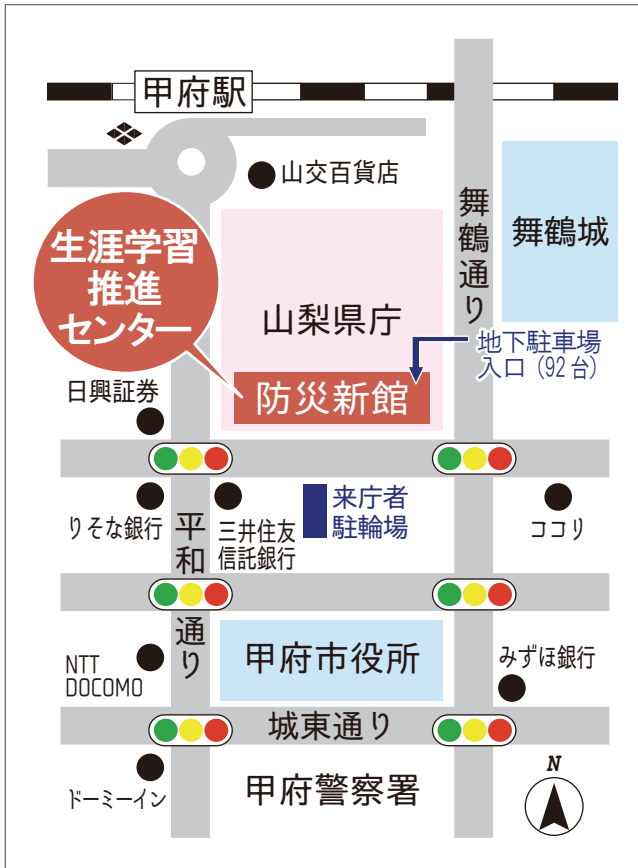 甲府駅
山交百貨店
舞鶴通り
舞鶴城
生涯学習
推進
センター
山梨県庁
地下駐車場
入口（92台）
防災新館
日興証券
りそな銀行
平和通り
三井住友
信託銀行
来庁者
駐輪場
ココリ
NTT
DOCOMO
甲府市役所
みずほ銀行
城東通り
ドーミーイン
甲府警察署
N